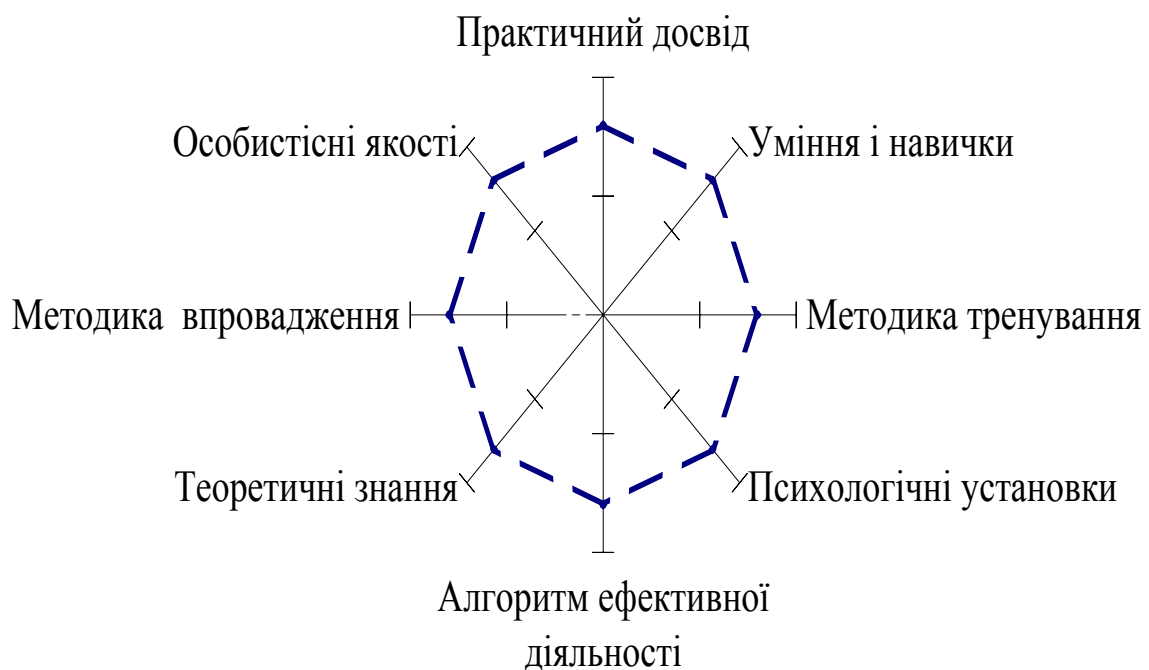 Практичний досвід
Особистісні якості
Уміння і навички
Методика впровадження
Методика тренування
Теоретичні знання
Психологічні установки
Алгоритм ефективної
діяльності